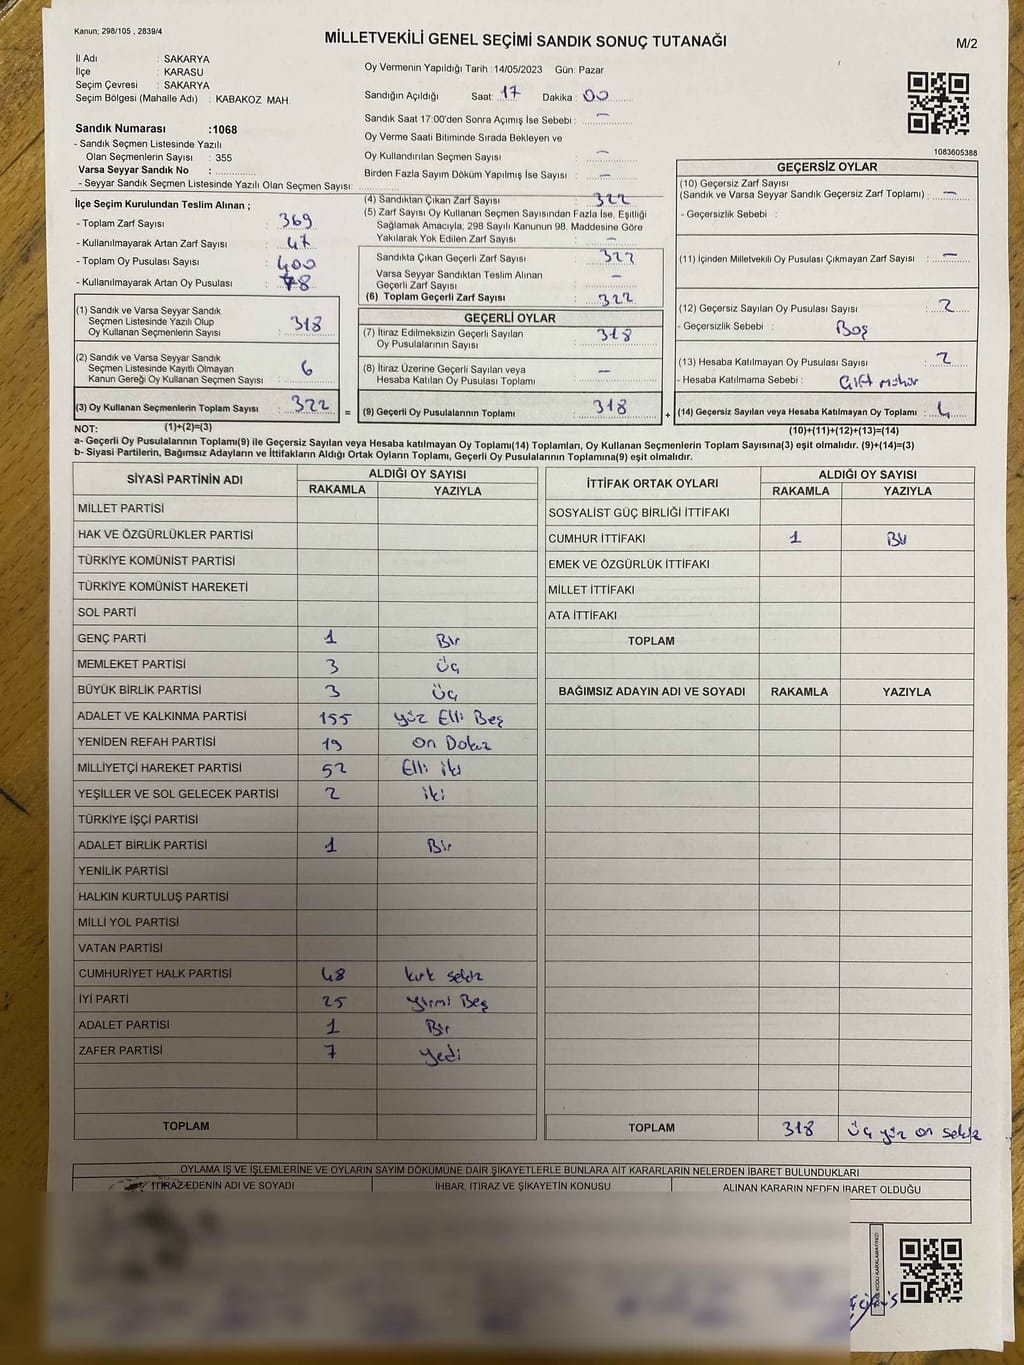 Kanun; 298/105 , 2839/4
MİLLETVEKİLİ GENEL SEÇİMİ SANDIK SONUÇ TUTANAĞI
M/2
İl Adı : SAKARYA
İlçe : KARASU
Seçim Çevresi : SAKARYA
Seçim Bölgesi (Mahalle Adı) : KABAKOZ MAH.
Sandık Numarası :1068
- Sandık Seçmen Listesinde Yazılı
Olan Seçmenlerin Sayısı : 355
Varsa Seyyar Sandık No :
- Seyyar Sandık Seçmen Listesinde Yazılı Olan Seçmen Sayısı:
İlçe Seçim Kurulundan Teslim Alınan ;
- Toplam Zarf Sayısı : 369
- Kullanılmayarak Artan Zarf Sayısı : 47
- Toplam Oy Pusulası Sayısı : 400
- Kullanılmayarak Artan Oy Pusulası : 78
(1) Sandık ve Varsa Seyyar Sandık
Seçmen Listesinde Yazılı Olup
Oy Kullanan Seçmenlerin Sayısı : 318
(2) Sandık ve Varsa Seyyar Sandık
Seçmen Listesinde Kayıtlı Olmayan
Kanun Gereği Oy Kullanan Seçmen Sayısı : 6
(3) Oy Kullanan Seçmenlerin Toplam Sayısı : 322 =
Oy Vermenin Yapıldığı Tarih :14/05/2023 Gün: Pazar
Sandığın Açıldığı Saat: 17 Dakika : 00
Sandık Saat 17:00'den Sonra Açımış İse Sebebi : —
Oy Verme Saati Bitiminde Sırada Bekleyen ve
Oy Kullandırılan Seçmen Sayısı : —
Birden Fazla Sayım Döküm Yapılmış İse Sayısı : —
(4) Sandıktan Çıkan Zarf Sayısı : 322
(5) Zarf Sayısı Oy Kullanan Seçmen Sayısından Fazla İse, Eşitliği
Sağlamak Amacıyla; 298 Sayılı Kanunun 98. Maddesine Göre
Yakılarak Yok Edilen Zarf Sayısı : —
Sandıkta Çıkan Geçerli Zarf Sayısı : 322
Varsa Seyyar Sandıktan Teslim Alınan
Geçerli Zarf Sayısı : —
(6) Toplam Geçerli Zarf Sayısı : 322
GEÇERLİ OYLAR
(7) İtiraz Edilmeksizin Geçerli Sayılan
Oy Pusulalarının Sayısı : 318
(8) İtiraz Üzerine Geçerli Sayılan veya
Hesaba Katılan Oy Pusulası Toplamı : —
(9) Geçerli Oy Pusulalarının Toplamı : 318 +
1083605388
GEÇERSİZ OYLAR
(10) Geçersiz Zarf Sayısı
(Sandık ve Varsa Seyyar Sandık Geçersiz Zarf Toplamı) : —
- Geçersizlik Sebebi :
(11) İçinden Milletvekili Oy Pusulası Çıkmayan Zarf Sayısı : —
(12) Geçersiz Sayılan Oy Pusulası Sayısı : 2
- Geçersizlik Sebebi : Boş
(13) Hesaba Katılmayan Oy Pusulası Sayısı : 2
- Hesaba Katılmama Sebebi : Çift mühür
(14) Geçersiz Sayılan veya Hesaba Katılmayan Oy Toplamı : 4
NOT: (1)+(2)=(3) (10)+(11)+(12)+(13)=(14)
a- Geçerli Oy Pusulalarının Toplamı(9) ile Geçersiz Sayılan veya Hesaba katılmayan Oy Toplamı(14) Toplamları, Oy Kullanan Seçmenlerin Toplam Sayısına(3) eşit olmalıdır. (9)+(14)=(3)
b- Siyasi Partilerin, Bağımsız Adayların ve İttifakların Aldığı Ortak Oyların Toplamı, Geçerli Oy Pusulalarının Toplamına(9) eşit olmalıdır.
SİYASİ PARTİNİN ADI ALDIĞI OY SAYISI
RAKAMLA YAZIYLA
MİLLET PARTİSİ
HAK VE ÖZGÜRLÜKLER PARTİSİ
TÜRKİYE KOMÜNİST PARTİSİ
TÜRKİYE KOMÜNİST HAREKETİ
SOL PARTİ
GENÇ PARTİ 1 Bir
MEMLEKET PARTİSİ 3 Üç
BÜYÜK BİRLİK PARTİSİ 3 Üç
ADALET VE KALKINMA PARTİSİ 155 yüz Elli Beş
YENİDEN REFAH PARTİSİ 19 on Dokuz
MİLLİYETÇİ HAREKET PARTİSİ 52 Elli iki
YEŞİLLER VE SOL GELECEK PARTİSİ 2 iki
TÜRKİYE İŞÇİ PARTİSİ
ADALET BİRLİK PARTİSİ 1 Bir
YENİLİK PARTİSİ
HALKIN KURTULUŞ PARTİSİ
MİLLİ YOL PARTİSİ
VATAN PARTİSİ
CUMHURİYET HALK PARTİSİ 48 kırk sekiz
İYİ PARTİ 25 yirmi Beş
ADALET PARTİSİ 1 Bir
ZAFER PARTİSİ 7 yedi
TOPLAM
İTTİFAK ORTAK OYLARI ALDIĞI OY SAYISI
RAKAMLA YAZIYLA
SOSYALİST GÜÇ BİRLİĞİ İTTİFAKI
CUMHUR İTTİFAKI 1 Bir
EMEK VE ÖZGÜRLÜK İTTİFAKI
MİLLET İTTİFAKI
ATA İTTİFAKI
TOPLAM
BAĞIMSIZ ADAYIN ADI VE SOYADI RAKAMLA YAZIYLA
TOPLAM 318 üç yüz on sekiz
OYLAMA İŞ VE İŞLEMLERİNE VE OYLARIN SAYIM DÖKÜMÜNE DAİR ŞİKAYETLERLE BUNLARA AİT KARARLARIN NELERDEN İBARET BULUNDUKLARI
İTİRAZ EDENİN ADI VE SOYADI İHBAR, İTİRAZ VE ŞİKAYETİN KONUSU ALINAN KARARIN NEDEN İBARET OLDUĞU